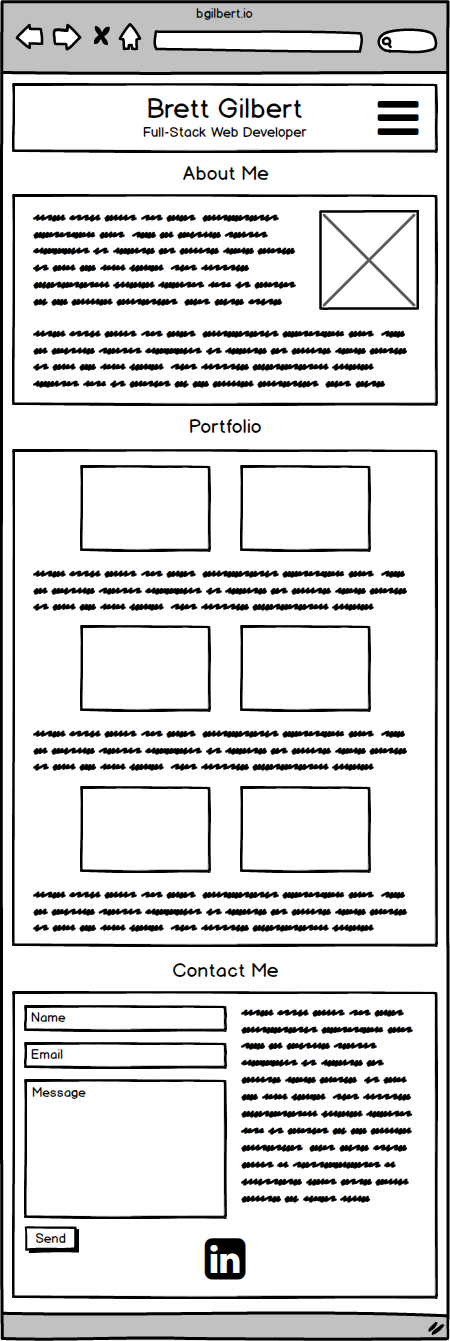 bgilbert.io
Brett Gilbert
Full-Stack Web Developer
About Me
Portfolio
Contact Me
Name
Email
Message
Send
in